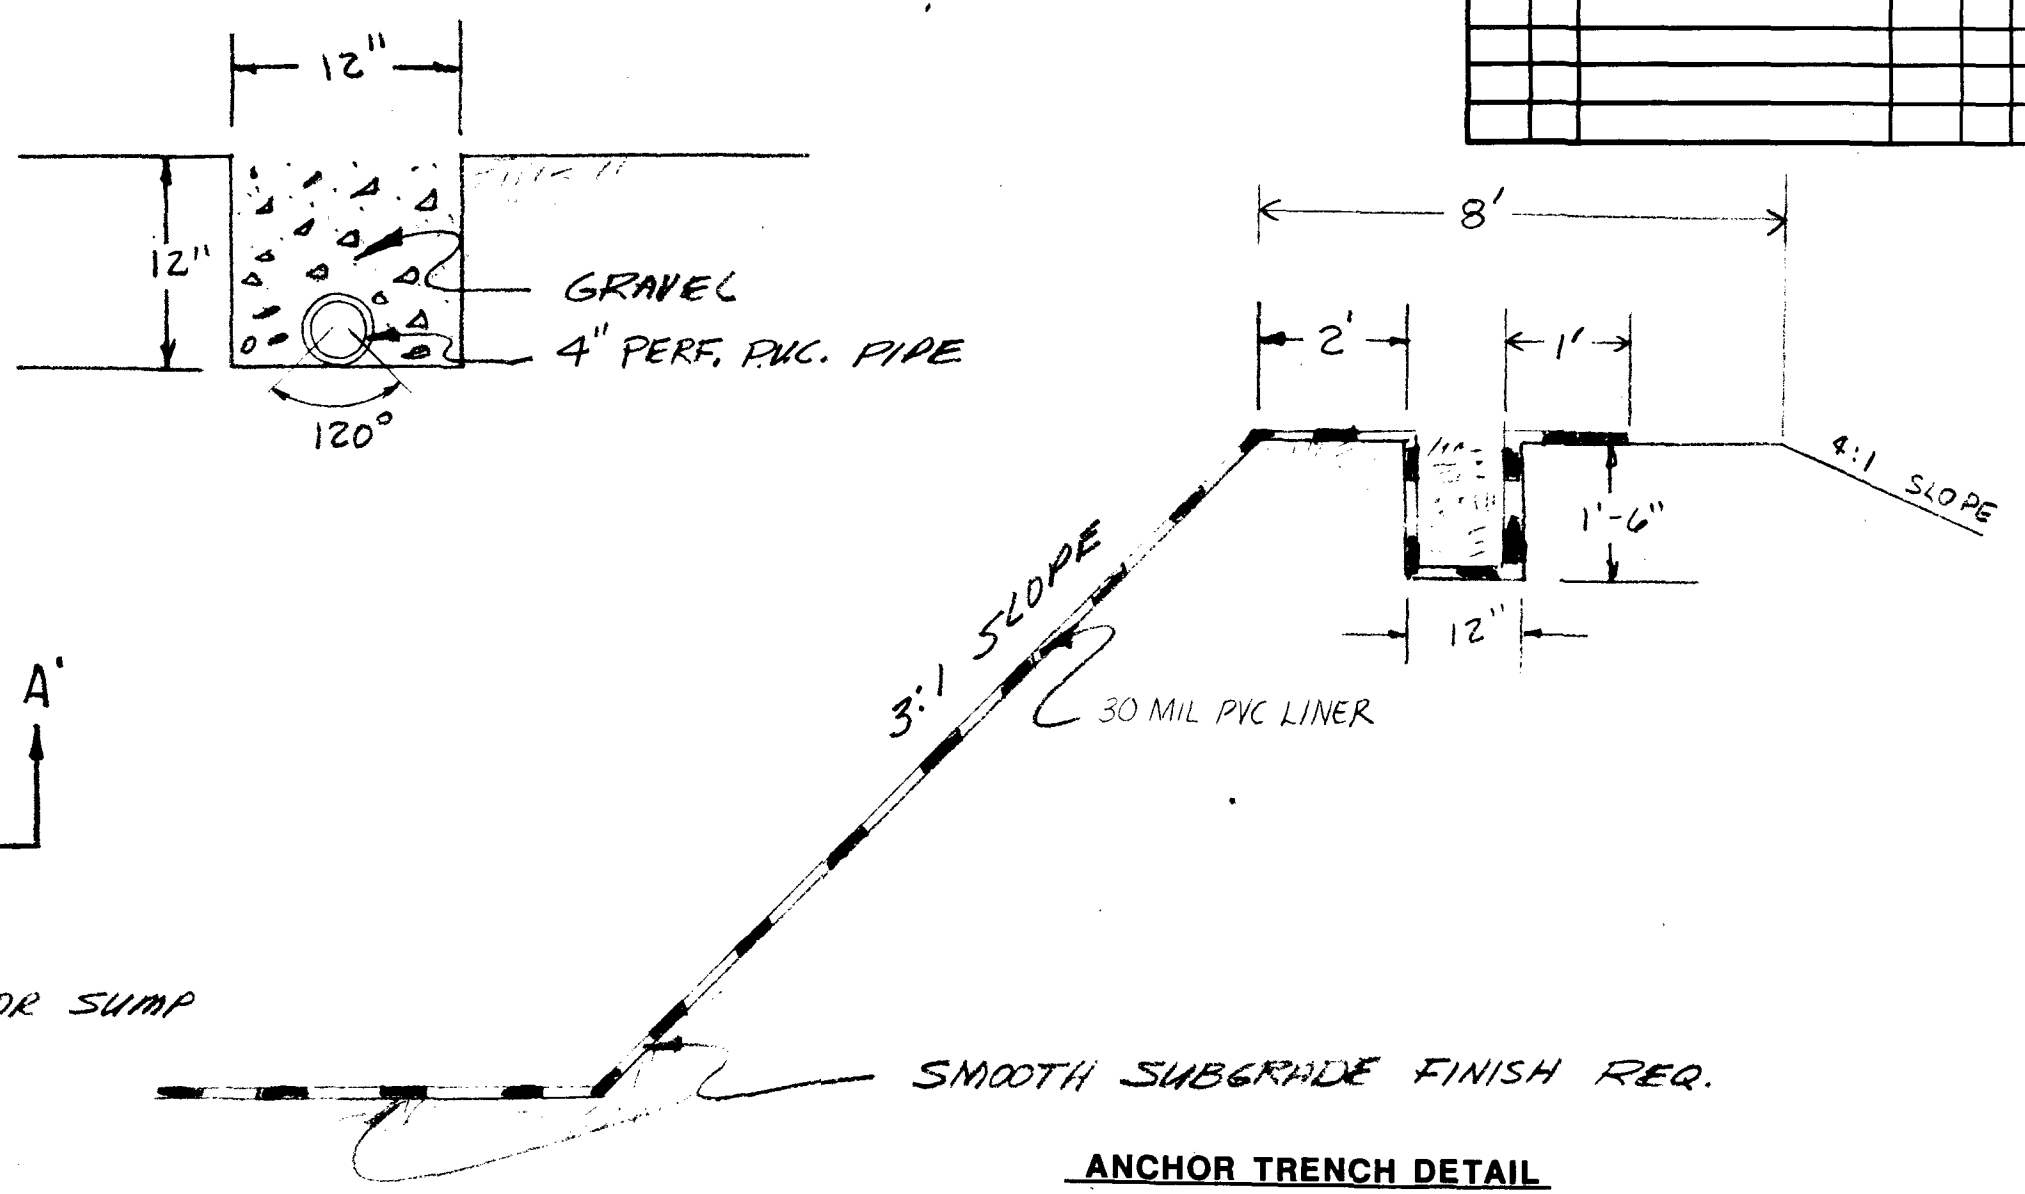 12"
12"
GRAVEL
4" PERF. PVC. PIPE
120°
8'
2'
1'
4:1 SLOPE
1'-6"
12"
3:1 SLOPE
30 MIL PVC LINER
A'
OR SUMP
SMOOTH SUBGRADE FINISH REQ.
ANCHOR TRENCH DETAIL